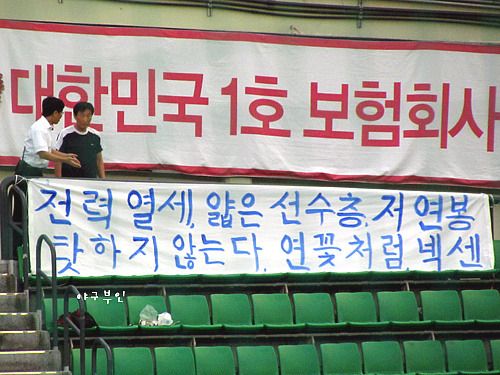 대한민국 1호 보험회사
전력 열세, 얇은 선수층, 저 연봉
탓하지 않는다. 연꽃처럼, 넥센
야구부인